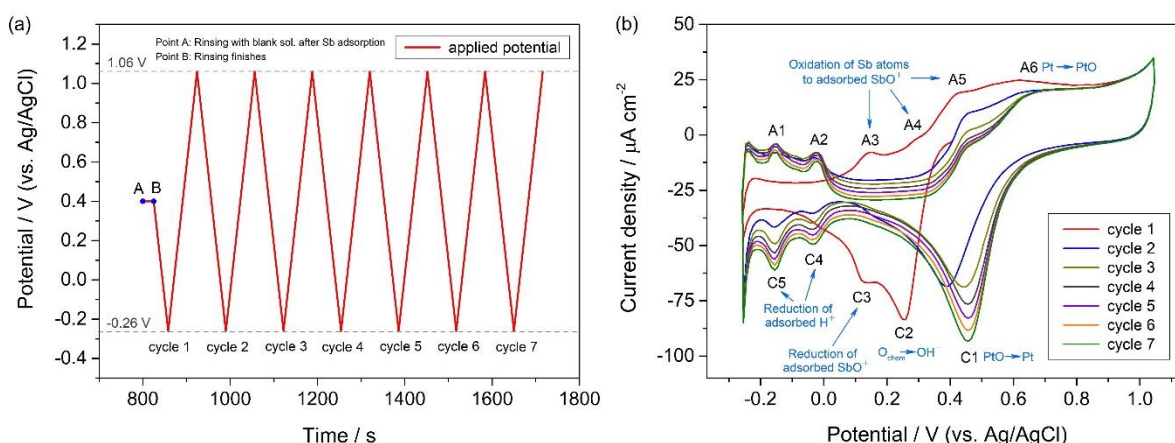 (a)
Point A: Rinsing with blank sol. after Sb adsorption
Point B: Rinsing finishes
applied potential
1.2
1.06 V
1.0
0.8
0.6
A B
0.4
0.2
0.0
-0.2
-0.26 V
-0.4
cycle 1 cycle 2 cycle 3 cycle 4 cycle 5 cycle 6 cycle 7
800 1000 1200 1400 1600 1800
Time / s
Potential / V (vs. Ag/AgCl)
(b)
50
25
0
-25
-50
-75
-100
Current density / µA cm⁻²
Oxidation of Sb atoms
to adsorbed SbO⁺
A5
A6 Pt → PtO
A1
A2
A3
A4
C5
C4
Reduction of
adsorbed H⁺
C3
C2
Reduction of
adsorbed SbO⁺
Ochem → OH⁻
C1 PtO → Pt
cycle 1
cycle 2
cycle 3
cycle 4
cycle 5
cycle 6
cycle 7
-0.2 0.0 0.2 0.4 0.6 0.8 1.0
Potential / V (vs. Ag/AgCl)